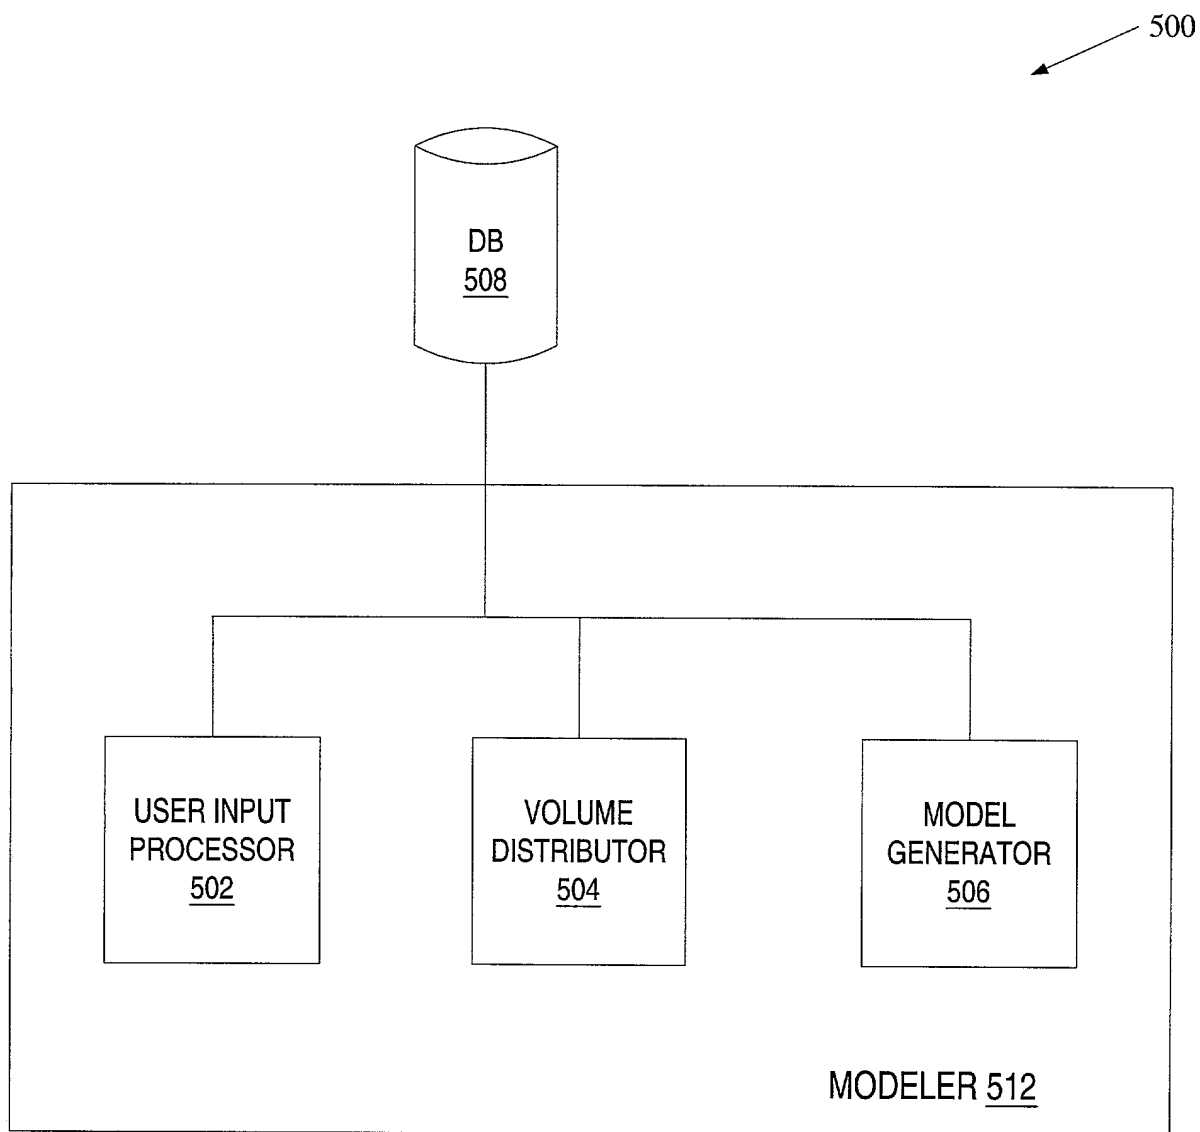 500
DB
508
USER INPUT
PROCESSOR
502
VOLUME
DISTRIBUTOR
504
MODEL
GENERATOR
506
MODELER 512